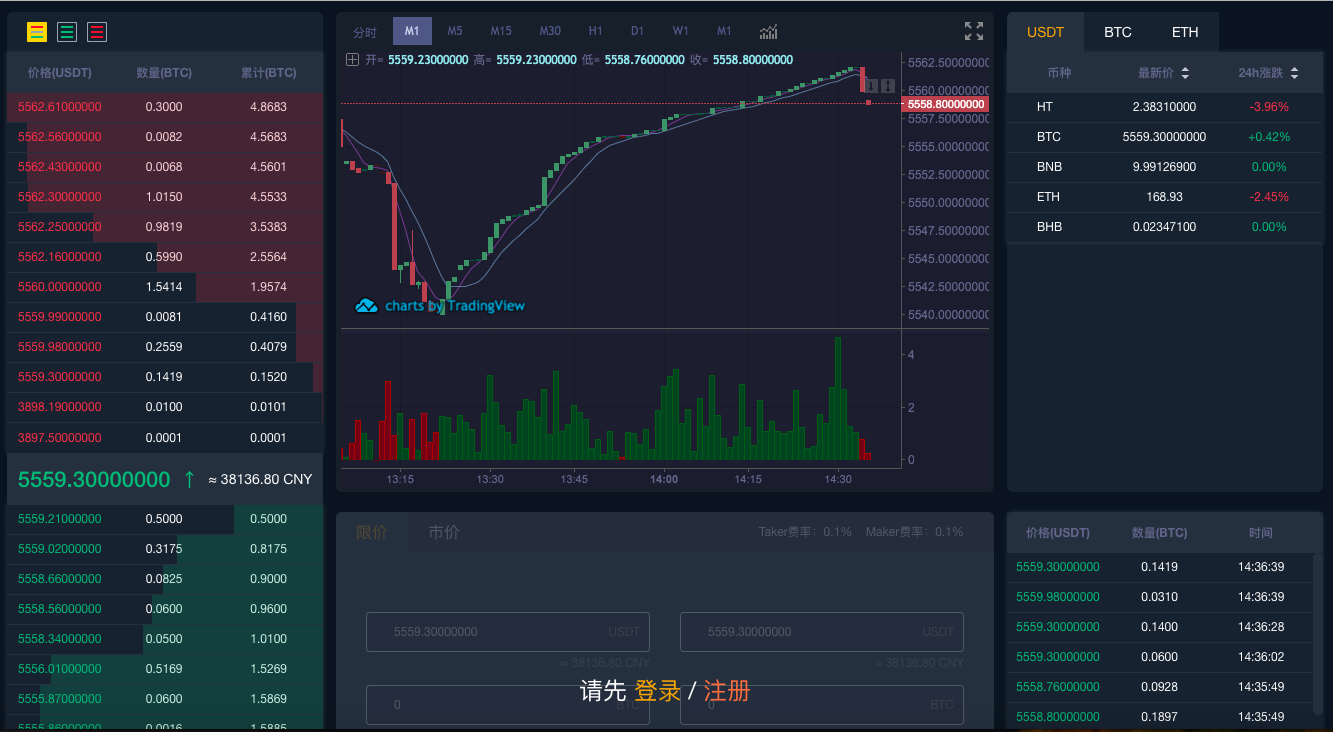 价格(USDT) 数量(BTC) 累计(BTC)
5562.61000000 0.3000 4.8683
5562.56000000 0.0082 4.5683
5562.43000000 0.0068 4.5601
5562.30000000 1.0150 4.5533
5562.25000000 0.9819 3.5383
5562.16000000 0.5990 2.5564
5560.00000000 1.5414 1.9574
5559.99000000 0.0081 0.4160
5559.98000000 0.2559 0.4079
5559.30000000 0.1419 0.1520
3898.19000000 0.0100 0.0101
3897.50000000 0.0001 0.0001
5559.30000000 ↑ ≈ 38136.80 CNY
5559.21000000 0.5000 0.5000
5559.02000000 0.3175 0.8175
5558.66000000 0.0825 0.9000
5558.56000000 0.0600 0.9600
5558.34000000 0.0500 1.0100
5556.01000000 0.5169 1.5269
5555.87000000 0.0600 1.5869
5555.86000000 0.0016 1.5885
分时 M1 M5 M15 M30 H1 D1 W1 M1
开= 5559.23000000 高= 5559.23000000 低= 5558.76000000 收= 5558.80000000
5562.50000000
5560.00000000
5558.80000000
5557.50000000
5555.00000000
5552.50000000
5550.00000000
5547.50000000
5545.00000000
5542.50000000
5540.00000000
charts by TradingView
4
2
0
13:15 13:30 13:45 14:00 14:15 14:30
限价 市价 Taker费率：0.1% Maker费率：0.1%
5559.30000000 USDT 5559.30000000 USDT
≈ 38136.80 CNY ≈ 38136.80 CNY
请先 登录 / 注册
0 BTC 0 BTC
USDT BTC ETH
币种 最新价 24h涨跌
HT 2.38310000 -3.96%
BTC 5559.30000000 +0.42%
BNB 9.99126900 0.00%
ETH 168.93 -2.45%
BHB 0.02347100 0.00%
价格(USDT) 数量(BTC) 时间
5559.30000000 0.1419 14:36:39
5559.98000000 0.0310 14:36:39
5559.30000000 0.1400 14:36:28
5559.30000000 0.0600 14:36:02
5558.76000000 0.0928 14:35:49
5558.80000000 0.1897 14:35:49